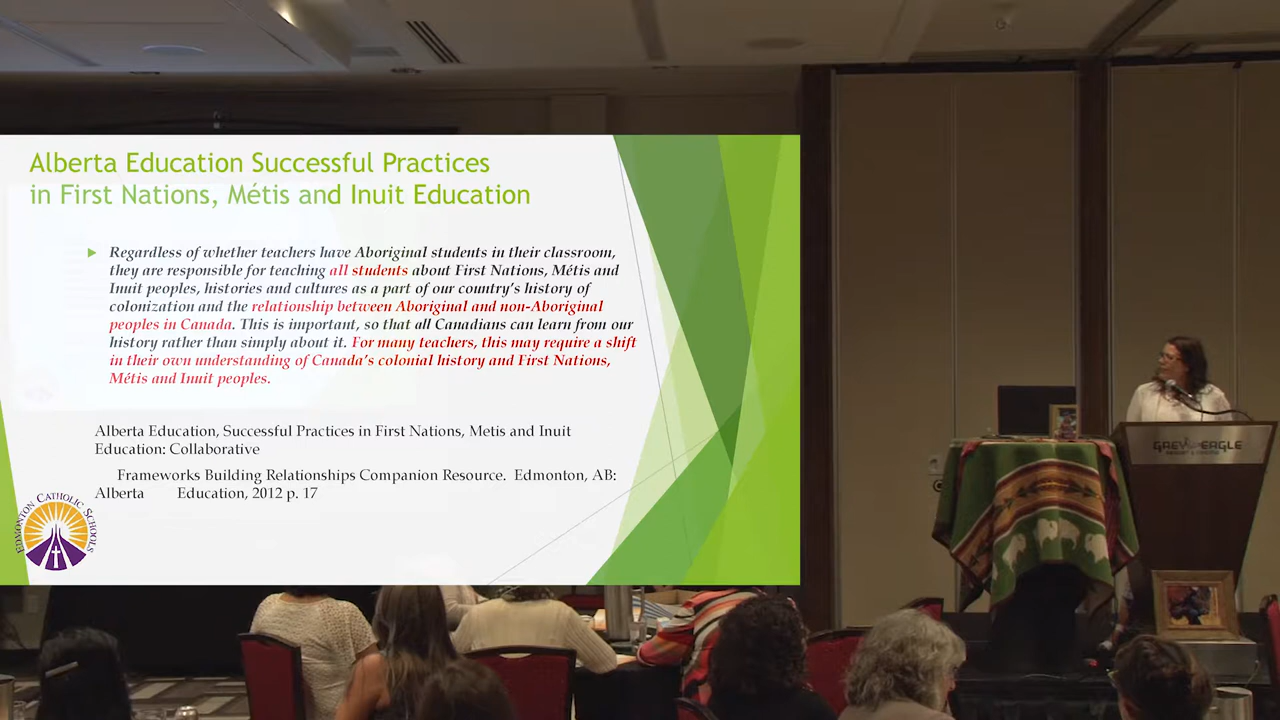 Alberta Education Successful Practices
in First Nations, Métis and Inuit Education
Regardless of whether teachers have Aboriginal students in their classroom,
they are responsible for teaching all students about First Nations, Métis and
Inuit peoples, histories and cultures as a part of our country's history of
colonization and the relationship between Aboriginal and non-Aboriginal
peoples in Canada. This is important, so that all Canadians can learn from our
history rather than simply about it. For many teachers, this may require a shift
in their own understanding of Canada's colonial history and First Nations,
Métis and Inuit peoples.
Alberta Education, Successful Practices in First Nations, Metis and Inuit
Education: Collaborative
Frameworks Building Relationships Companion Resource. Edmonton, AB:
Alberta Education, 2012 p. 17
EDMONTON CATHOLIC SCHOOLS
GREY EAGLE
RESORT & CASINO